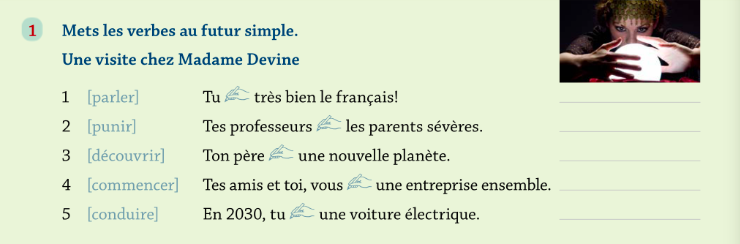 1 Mets les verbes au futur simple.
Une visite chez Madame Devine
1 [parler] Tu très bien le français!
2 [punir] Tes professeurs les parents sévères.
3 [découvrir] Ton père une nouvelle planète.
4 [commencer] Tes amis et toi, vous une entreprise ensemble.
5 [conduire] En 2030, tu une voiture électrique.